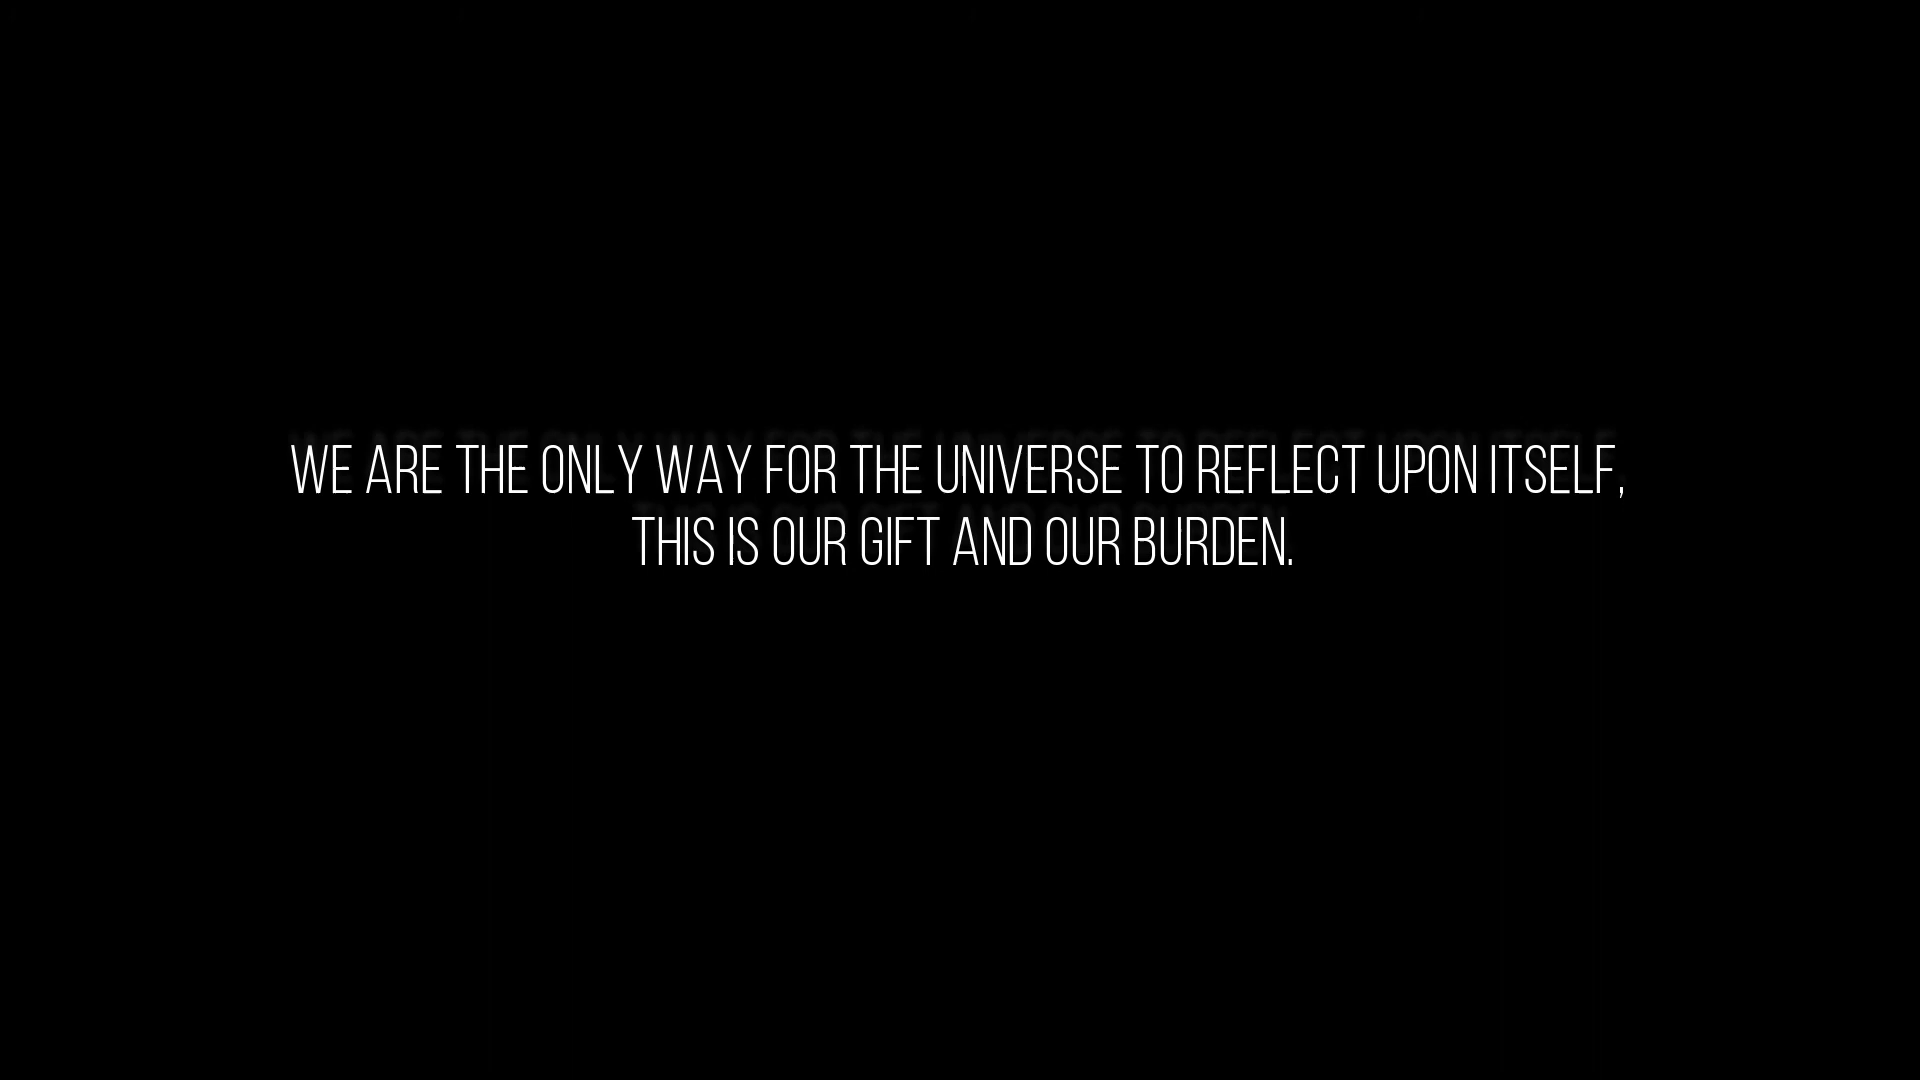 WE ARE THE ONLY WAY FOR THE UNIVERSE TO REFLECT UPON ITSELF,
THIS IS OUR GIFT AND OUR BURDEN.